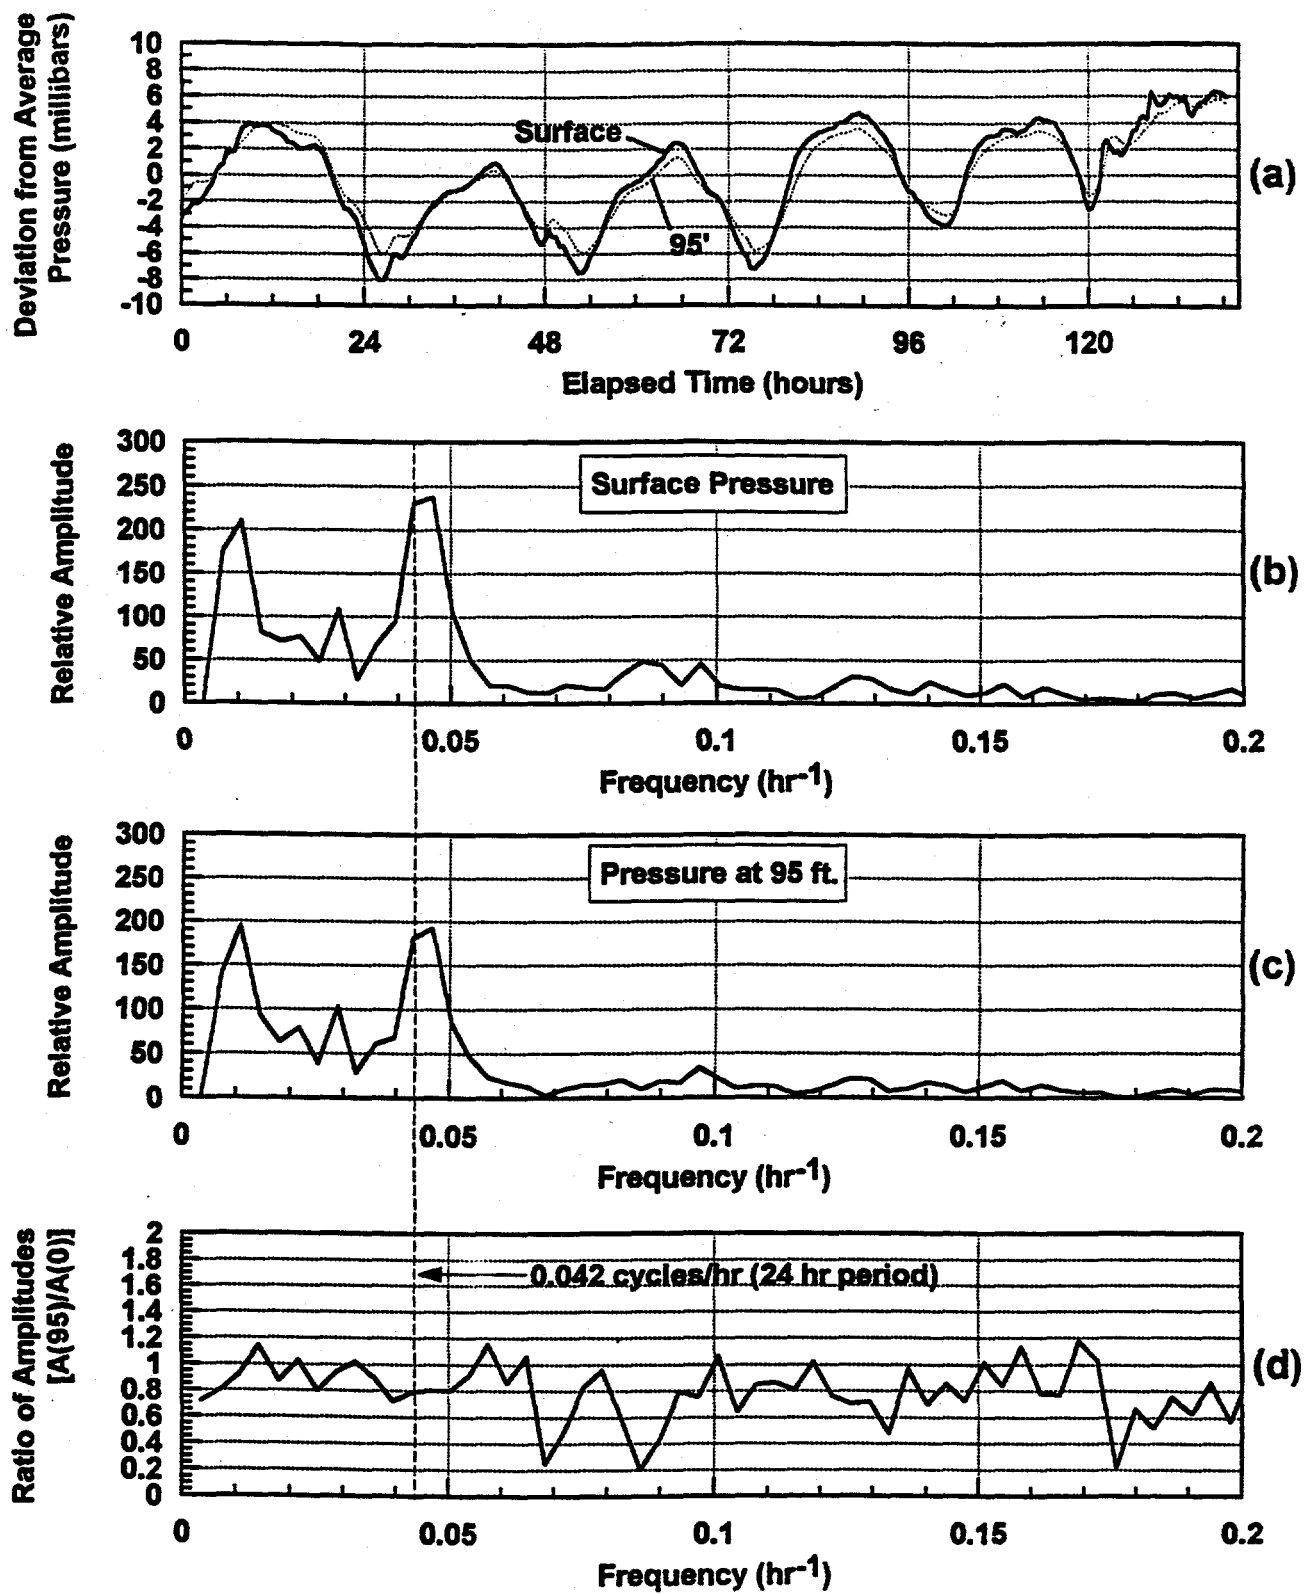 Deviation from Average
Pressure (millibars)
10
8
6
4
2
0
-2
-4
-6
-8
-10
Surface
95'
(a)
0 24 48 72 96 120
Elapsed Time (hours)
Relative Amplitude
300
250
200
150
100
50
0
Surface Pressure
(b)
0 0.05 0.1 0.15 0.2
Frequency (hr-1)
Relative Amplitude
300
250
200
150
100
50
0
Pressure at 95 ft.
(c)
0 0.05 0.1 0.15 0.2
Frequency (hr-1)
Ratio of Amplitudes
[A(95)/A(0)]
2
1.8
1.6
1.4
1.2
1
0.8
0.6
0.4
0.2
0
0.042 cycles/hr (24 hr period)
(d)
0 0.05 0.1 0.15 0.2
Frequency (hr-1)